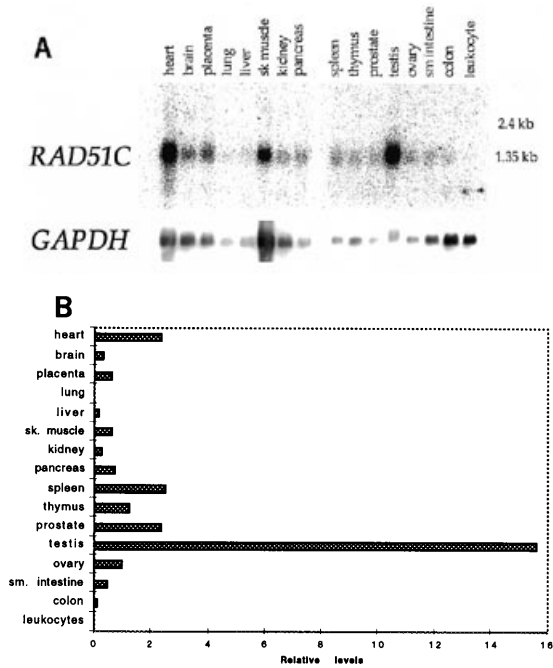 A
heart
brain
placenta
lung
liver
sk muscle
kidney
pancreas
spleen
thymus
prostate
testis
ovary
sm intestine
colon
leukocyte
2.4 kb
RAD51C
1.35 kb
GAPDH
B
heart
brain
placenta
lung
liver
sk. muscle
kidney
pancreas
spleen
thymus
prostate
testis
ovary
sm. intestine
colon
leukocytes
0 2 4 6 8 10 12 14 16
Relative levels